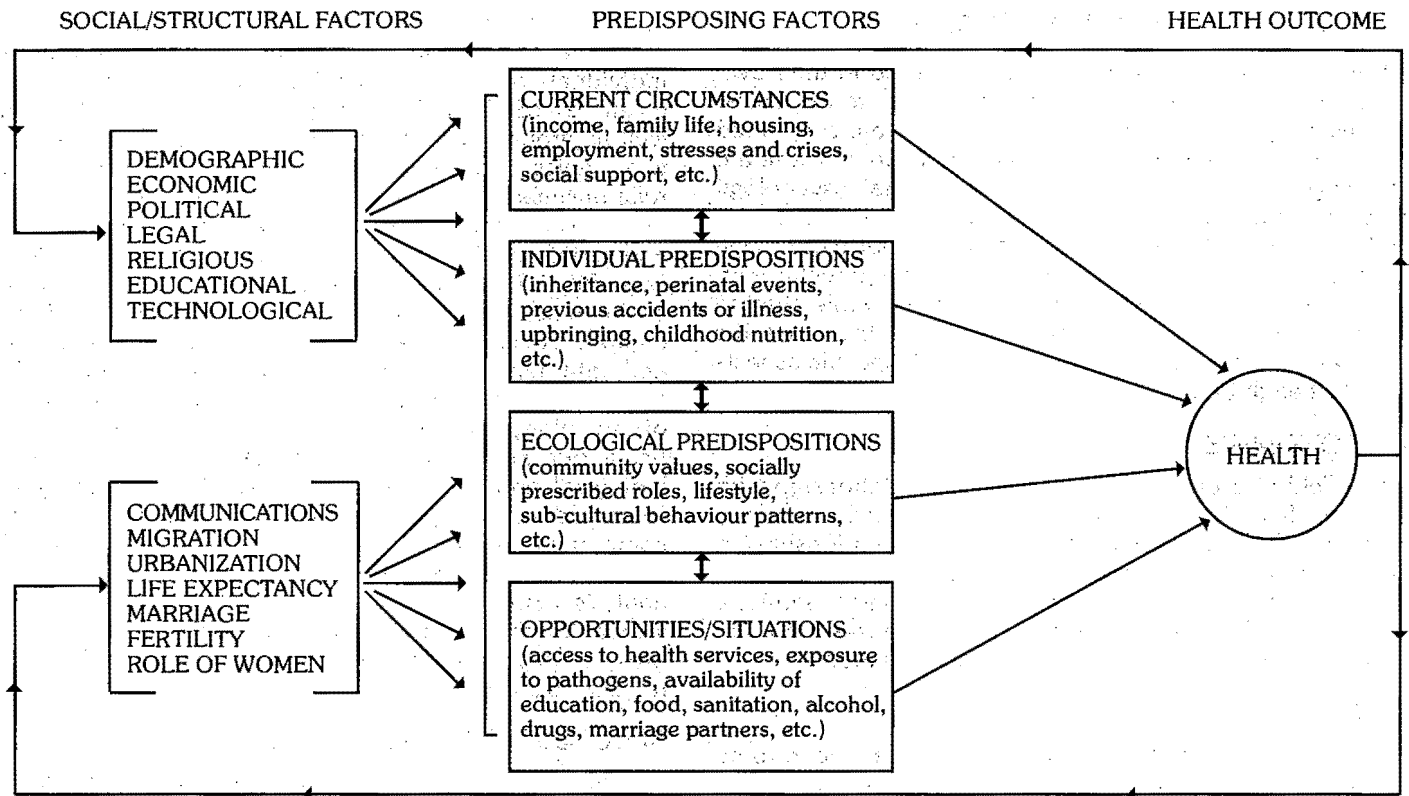 SOCIAL/STRUCTURAL FACTORS
PREDISPOSING FACTORS
HEALTH OUTCOME
DEMOGRAPHIC
ECONOMIC
POLITICAL
LEGAL
RELIGIOUS
EDUCATIONAL
TECHNOLOGICAL
COMMUNICATIONS
MIGRATION
URBANIZATION
LIFE EXPECTANCY
MARRIAGE
FERTILITY
ROLE OF WOMEN
CURRENT CIRCUMSTANCES
(income, family life, housing,
employment, stresses and crises,
social support, etc.)
INDIVIDUAL PREDISPOSITIONS
(inheritance, perinatal events,
previous accidents or illness,
upbringing, childhood nutrition,
etc.)
ECOLOGICAL PREDISPOSITIONS
(community values, socially
prescribed roles, lifestyle,
sub-cultural behaviour patterns,
etc.)
OPPORTUNITIES/SITUATIONS
(access to health services, exposure
to pathogens, availability of
education, food, sanitation, alcohol,
drugs, marriage partners, etc.)
HEALTH